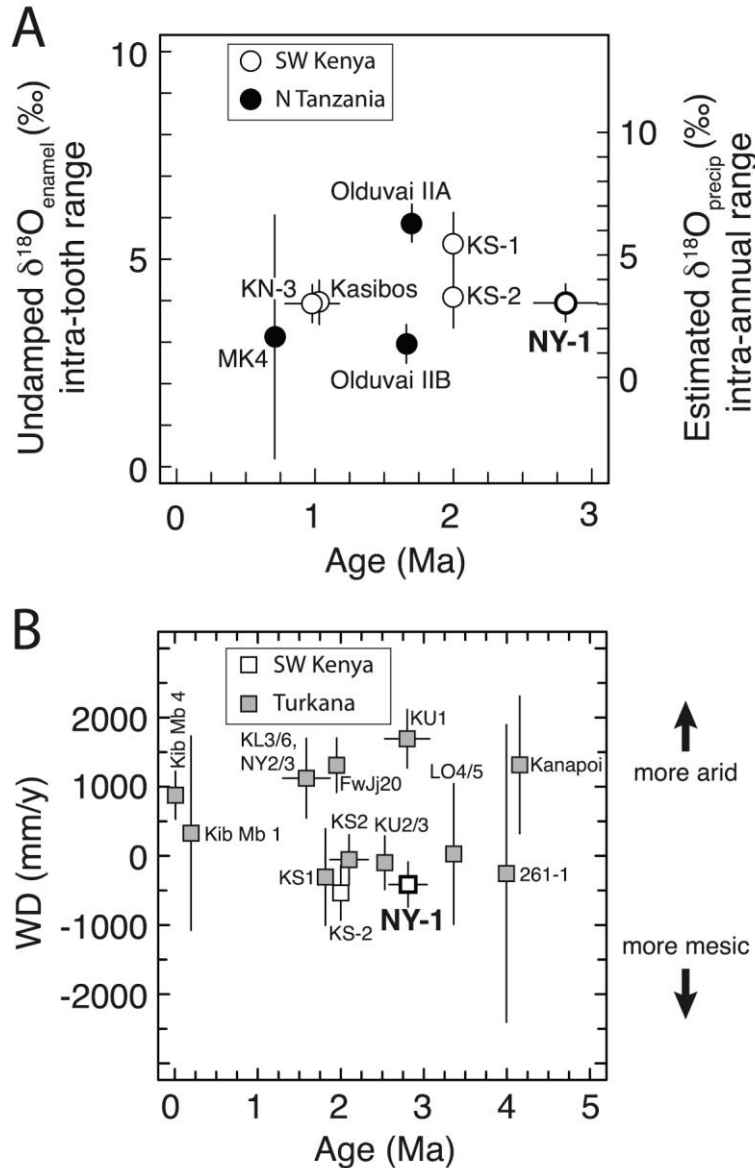 A
Undamped δ18Oenamel (‰)
intra-tooth range
10
5
0
SW Kenya
N Tanzania
Olduvai IIA
KS-1
KN-3
Kasibos
KS-2
MK4
Olduvai IIB
NY-1
10
5
0
Estimated δ18Oprecip (‰)
intra-annual range
0 1 2 3
Age (Ma)
B
WD (mm/y)
2000
1000
0
-1000
-2000
SW Kenya
Turkana
Kib Mb 4
KL3/6,
NY2/3
KU1
FwJj20
LO4/5
Kanapoi
Kib Mb 1
KS2
KU2/3
KS1
261-1
KS-2
NY-1
more arid
more mesic
0 1 2 3 4 5
Age (Ma)